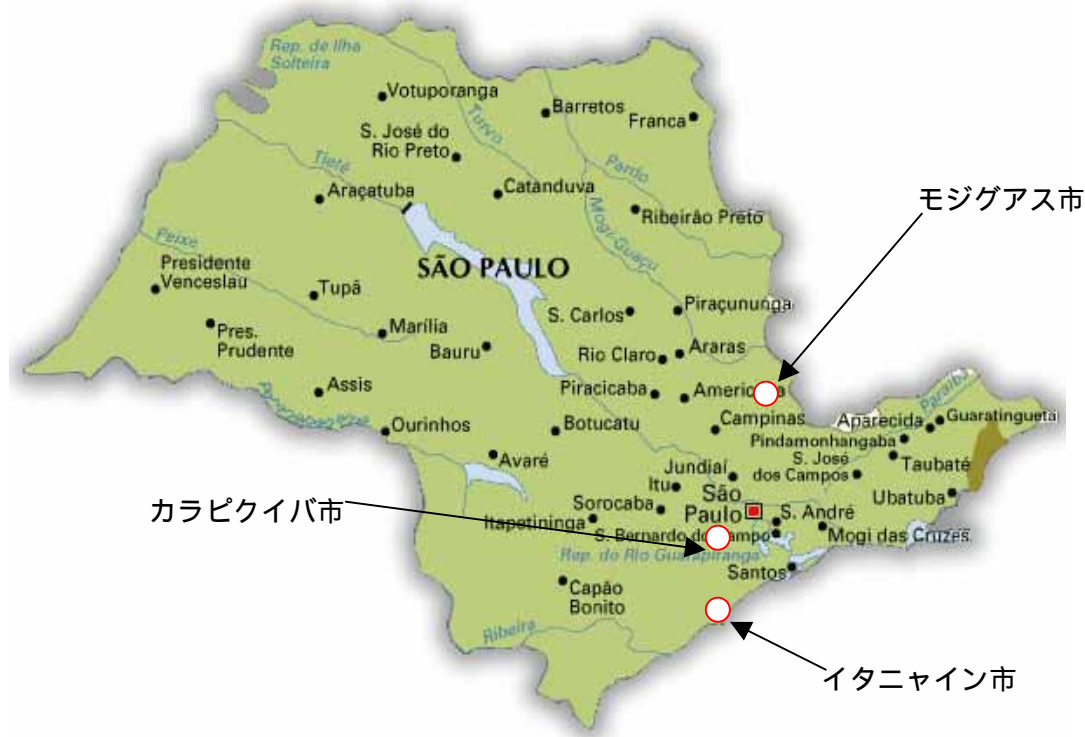 Rep. de Ilha
Solteira
Votuporanga
Barretos
Franca
Turvo
S. José do
Rio Preto
Tietê
Pardo
Araçatuba
Catanduva
Ribeirão Preto
モジグアス市
Mogi-Guaçu
Peixe
Presidente
Venceslau
SÃO PAULO
Tupã
S. Carlos
Piraçununga
Pres.
Prudente
Marília
Bauru
Rio Claro
Araras
Assis
Piracicaba
Ourinhos
Botucatu
Campinas
Aparecida
Paraíba
Guaratinguetá
Pindamonhangaba
Avaré
Jundiaí
S. José
dos Campos
Taubaté
Itu
São
Paulo
Ubatuba
カラピクイバ市
Sorocaba
S. André
Itapetininga
S. Bernardo do Campo
Mogi das Cruzes
Rep. do Rio Guarapiranga
Santos
Capão
Bonito
Ribeira
イタニャイン市